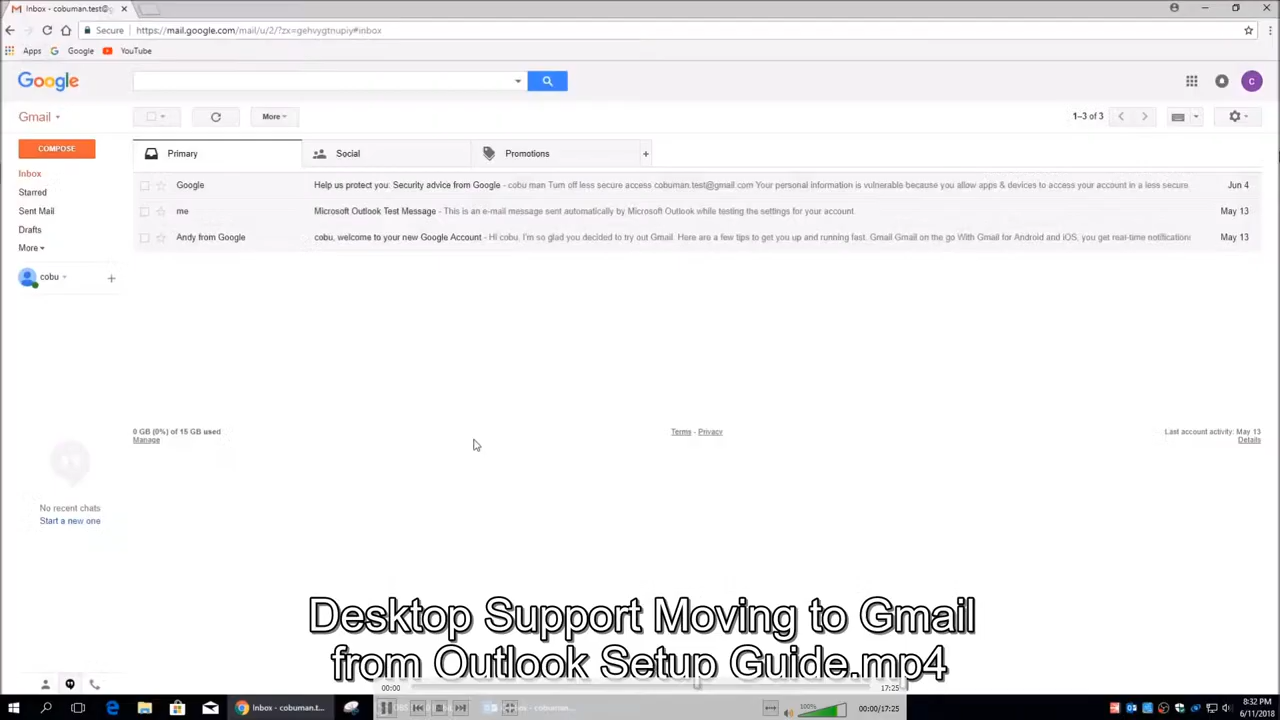 Inbox - cobuman.test@g
Secure
https://mail.google.com/mail/u/2/?zx=gehvygtnupiy#inbox
Apps
Google
YouTube
Google
Gmail
More
1–3 of 3
COMPOSE
Primary
Social
Promotions
+
Inbox
Google
Help us protect you: Security advice from Google - cobu man Turn off less secure access cobuman.test@gmail.com Your personal information is vulnerable because you allow apps & devices to access your account in a less secure.
Jun 4
Starred
Sent Mail
me
Microsoft Outlook Test Message - This is an e-mail message sent automatically by Microsoft Outlook while testing the settings for your account.
May 13
Drafts
Andy from Google
cobu, welcome to your new Google Account - Hi cobu, I'm so glad you decided to try out Gmail. Here are a few tips to get you up and running fast. Gmail Gmail on the go With Gmail for Android and iOS, you get real-time notification
May 13
More
cobu
+
0 GB (0%) of 15 GB used
Manage
Terms - Privacy
Last account activity: May 13
Details
No recent chats
Start a new one
Desktop Support Moving to Gmail
from Outlook Setup Guide.mp4
00:00
17:25
Inbox - cobuman.t...
100%
00:00/17:25
8:32 PM
6/11/2018